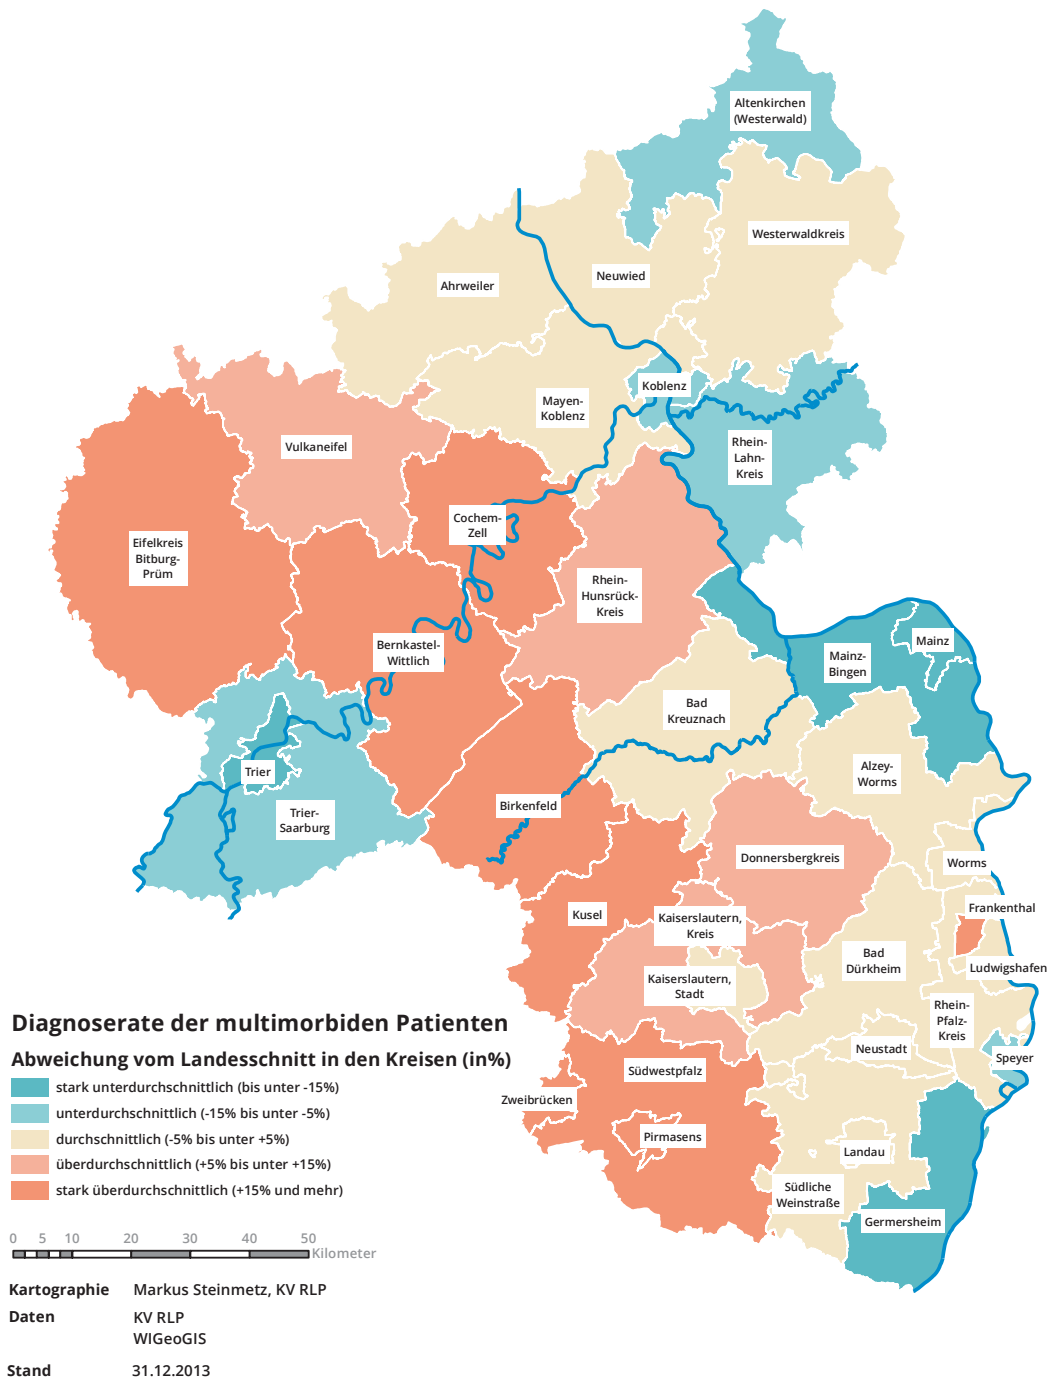 Altenkirchen
(Westerwald)
Westerwaldkreis
Neuwied
Ahrweiler
Koblenz
Mayen-
Koblenz
Rhein-
Lahn-
Kreis
Vulkaneifel
Cochem-
Zell
Eifelkreis
Bitburg-
Prüm
Rhein-
Hunsrück-
Kreis
Mainz
Bernkastel-
Wittlich
Mainz-
Bingen
Bad
Kreuznach
Trier
Alzey-
Worms
Birkenfeld
Trier-
Saarburg
Donnersbergkreis
Worms
Frankenthal
Kusel
Kaiserslautern,
Kreis
Bad
Dürkheim
Ludwigshafen
Kaiserslautern,
Stadt
Rhein-
Pfalz-
Kreis
Neustadt
Speyer
Südwestpfalz
Zweibrücken
Pirmasens
Landau
Südliche
Weinstraße
Germersheim
Diagnoserate der multimorbiden Patienten
Abweichung vom Landesschnitt in den Kreisen (in%)
stark unterdurchschnittlich (bis unter -15%)
unterdurchschnittlich (-15% bis unter -5%)
durchschnittlich (-5% bis unter +5%)
überdurchschnittlich (+5% bis unter +15%)
stark überdurchschnittlich (+15% und mehr)
0 5 10 20 30 40 50
Kilometer
Kartographie Markus Steinmetz, KV RLP
Daten KV RLP
WIGeoGIS
Stand 31.12.2013